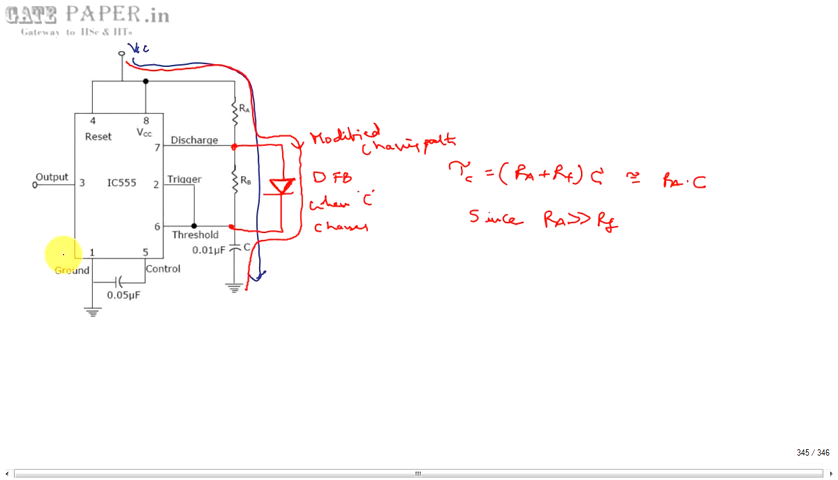 GATE PAPER.in
Gateway to IISc & IITs
Vcc
4
8
RA
Reset
VCC
Discharge
7
Modified
charging path
Output
3
IC555
Trigger
2
RB
DFB
when 'C'
charges
τc = (RA + Rf) C ≅ RA . C
Since RA >> Rf
6
Threshold
0.01µF
C
1
5
Ground
Control
0.05µF
345 / 346